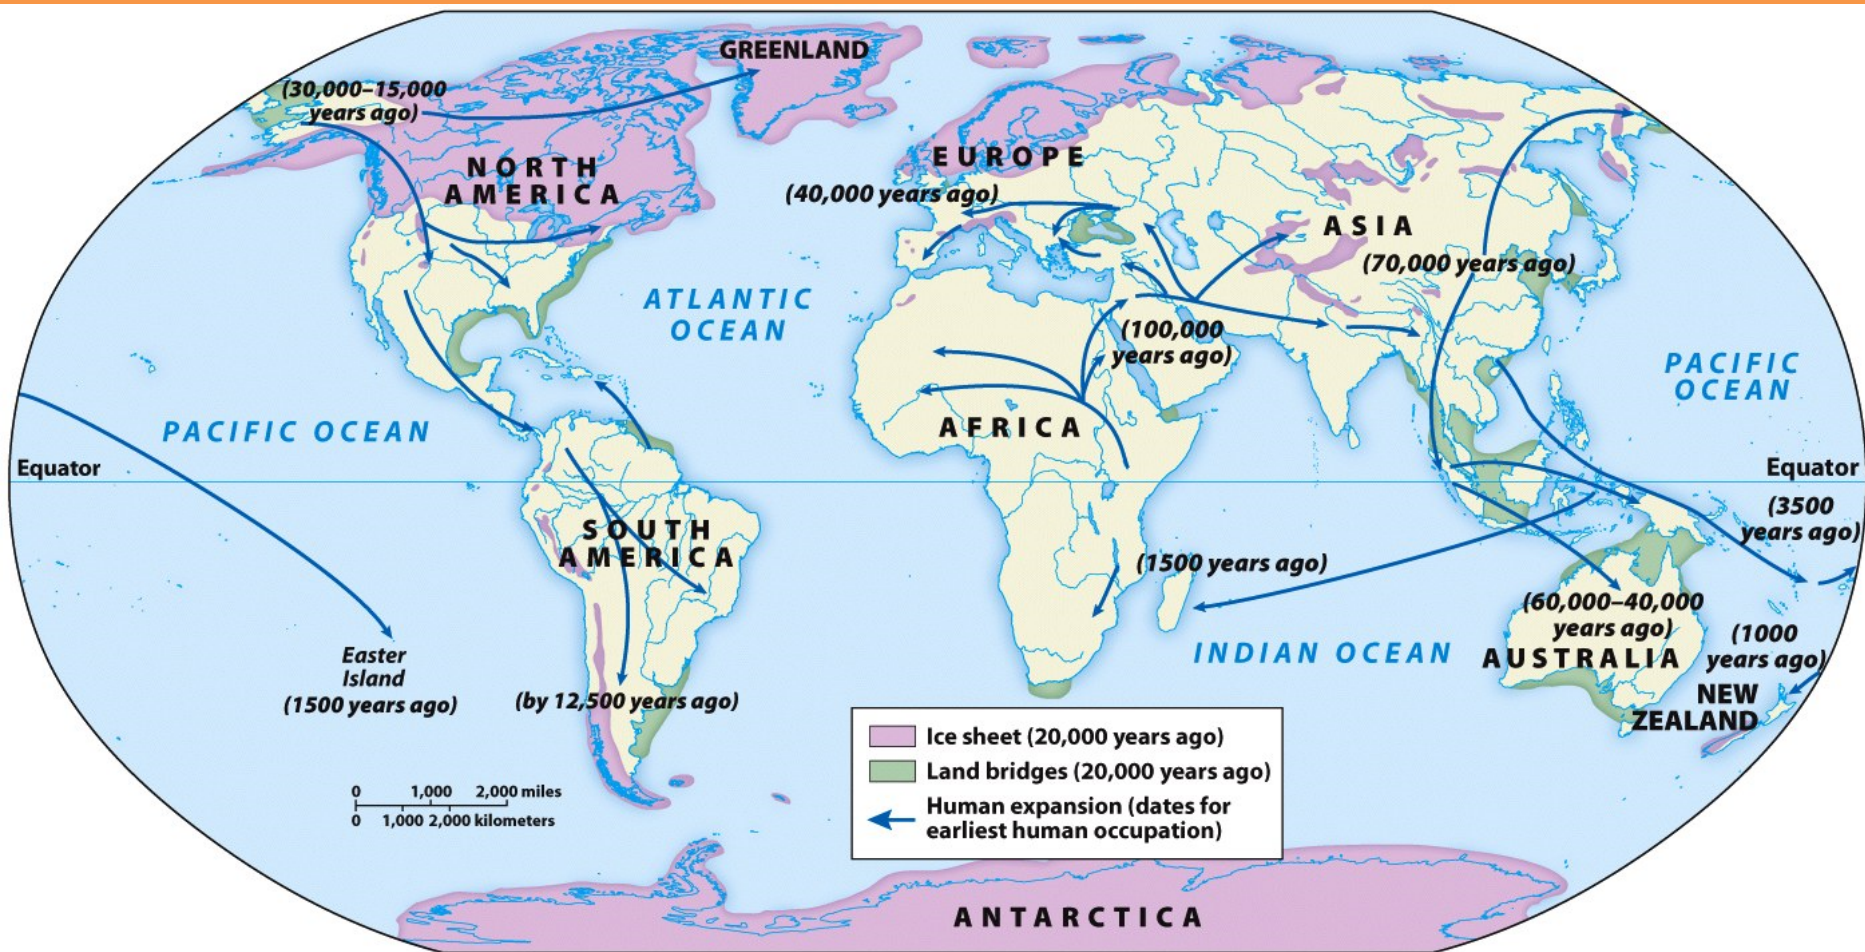 GREENLAND
(30,000–15,000
years ago)
NORTH
AMERICA
EUROPE
(40,000 years ago)
ASIA
(70,000 years ago)
ATLANTIC
OCEAN
(100,000
years ago)
PACIFIC
OCEAN
PACIFIC OCEAN
AFRICA
Equator
Equator
(3500
years ago)
SOUTH
AMERICA
(1500 years ago)
(60,000–40,000
years ago)
(1000
years ago)
INDIAN OCEAN
AUSTRALIA
Easter
Island
(1500 years ago)
(by 12,500 years ago)
NEW
ZEALAND
Ice sheet (20,000 years ago)
Land bridges (20,000 years ago)
Human expansion (dates for
earliest human occupation)
0 1,000 2,000 miles
0 1,000 2,000 kilometers
ANTARCTICA